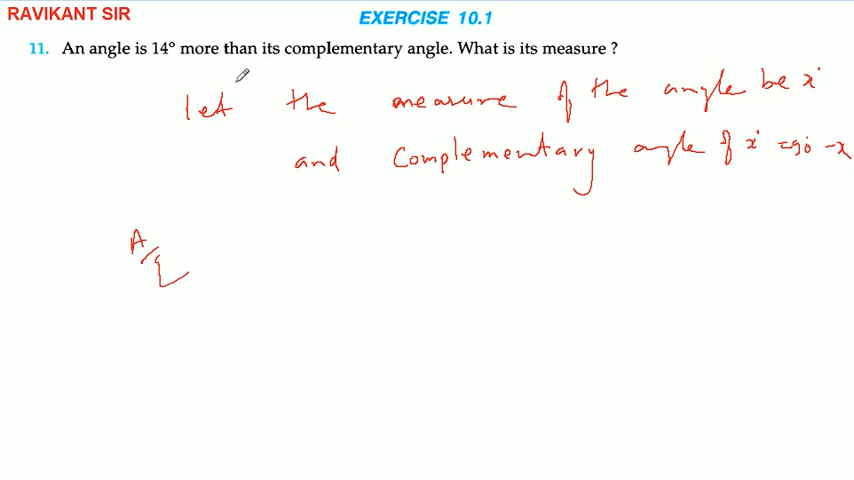 RAVIKANT SIR
EXERCISE 10.1
11. An angle is 14° more than its complementary angle. What is its measure ?
let the measure of the angle be x°
and Complementary angle of x° = 90° - x
A/q